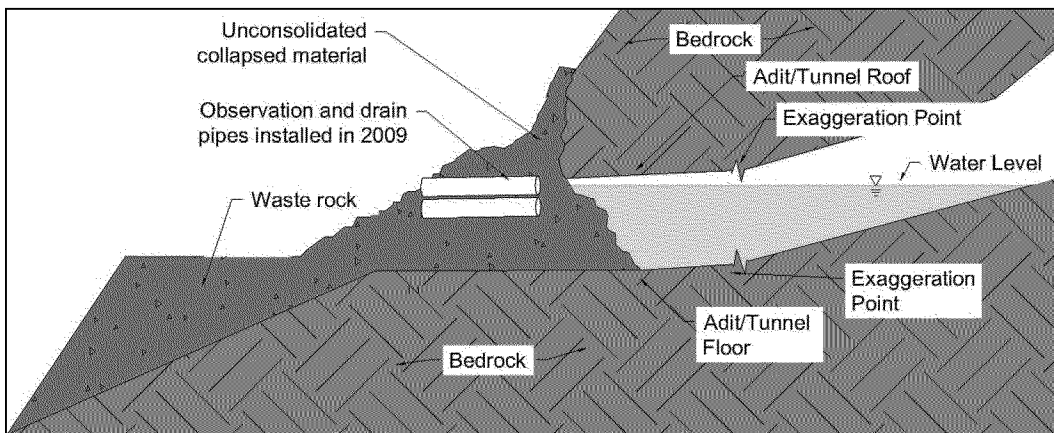 Unconsolidated
collapsed material
Bedrock
Adit/Tunnel Roof
Observation and drain
pipes installed in 2009
Exaggeration Point
Water Level
Waste rock
Exaggeration
Point
Adit/Tunnel
Floor
Bedrock